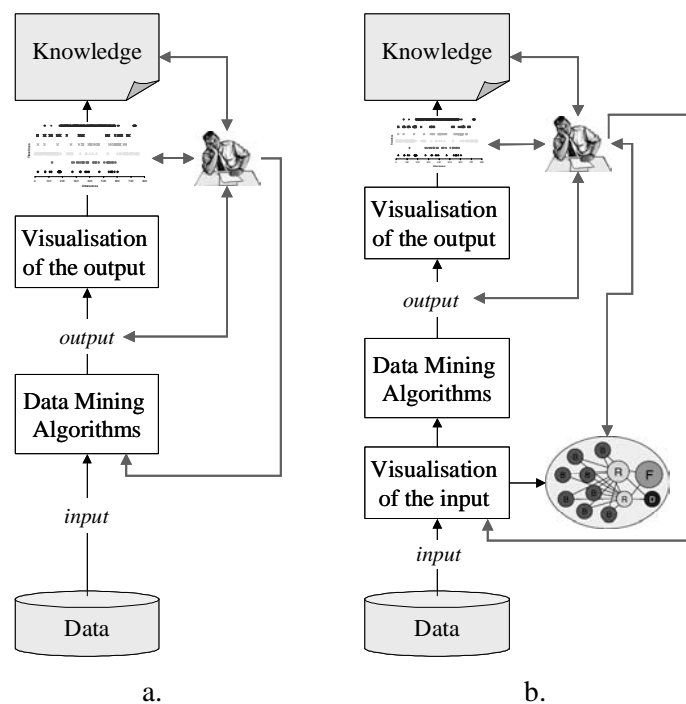 Knowledge
Visualisation
of the output
output
Data Mining
Algorithms
input
Data
a.
Knowledge
Visualisation
of the output
output
Data Mining
Algorithms
Visualisation
of the input
B
B
B
B
B
B
B
B
R
R
F
D
input
Data
b.